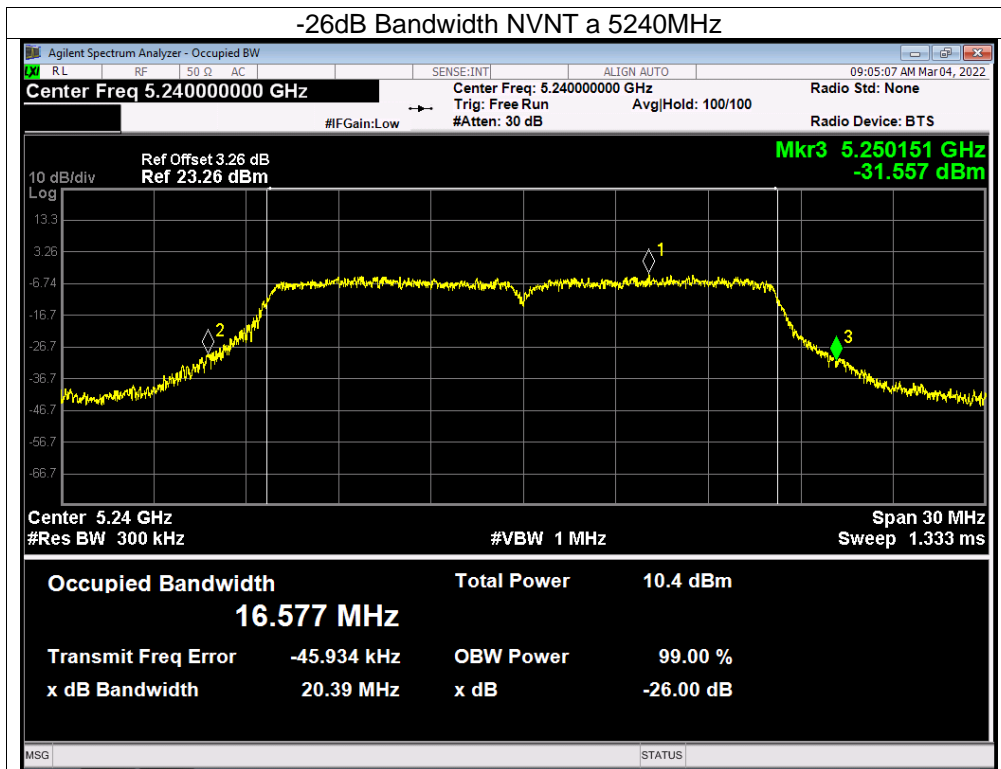 -26dB Bandwidth NVNT a 5240MHz
Agilent Spectrum Analyzer - Occupied BW
LXI RL RF 50 Ω AC SENSE:INT ALIGN AUTO 09:05:07 AM Mar 04, 2022
Center Freq 5.240000000 GHz Center Freq: 5.240000000 GHz Radio Std: None
Trig: Free Run Avg|Hold: 100/100
#IFGain:Low #Atten: 30 dB Radio Device: BTS
Mkr3 5.250151 GHz
-31.557 dBm
Ref Offset 3.26 dB
10 dB/div Ref 23.26 dBm
Log
13.3
3.26
-6.74
-16.7
-26.7
-36.7
-46.7
-56.7
-66.7
1
2
3
Center 5.24 GHz Span 30 MHz
#Res BW 300 kHz #VBW 1 MHz Sweep 1.333 ms
Occupied Bandwidth Total Power 10.4 dBm
16.577 MHz
Transmit Freq Error -45.934 kHz OBW Power 99.00 %
x dB Bandwidth 20.39 MHz x dB -26.00 dB
MSG STATUS